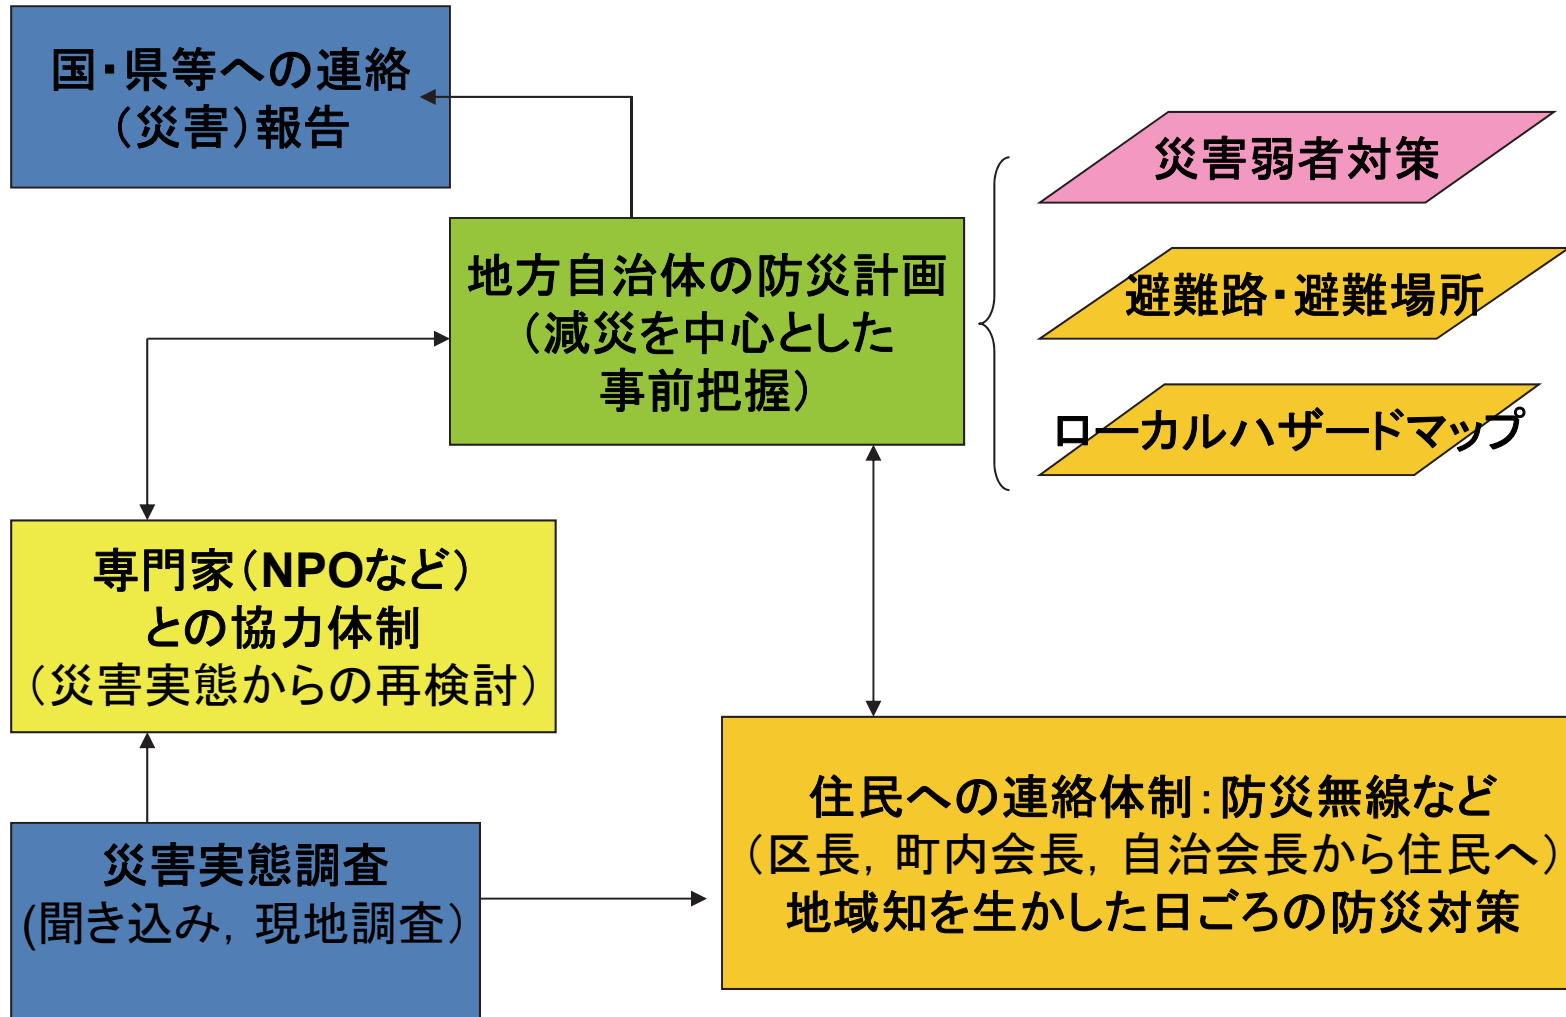 国・県等への連絡
（災害）報告
災害弱者対策
地方自治体の防災計画
（減災を中心とした
事前把握）
避難路・避難場所
ローカルハザードマップ
専門家（NPOなど）
との協力体制
（災害実態からの再検討）
住民への連絡体制：防災無線など
（区長，町内会長，自治会長から住民へ）
地域知を生かした日ごろの防災対策
災害実態調査
(聞き込み，現地調査）